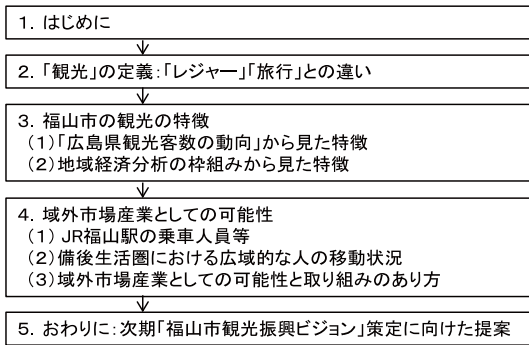 1. はじめに
2. 「観光」の定義:「レジャー」「旅行」との違い
3. 福山市の観光の特徴
(1)「広島県観光客数の動向」から見た特徴
(2)地域経済分析の枠組みから見た特徴
4. 域外市場産業としての可能性
(1) JR福山駅の乗車人員等
(2)備後生活圏における広域的な人の移動状況
(3)域外市場産業としての可能性と取り組みのあり方
5. おわりに:次期「福山市観光振興ビジョン」策定に向けた提案